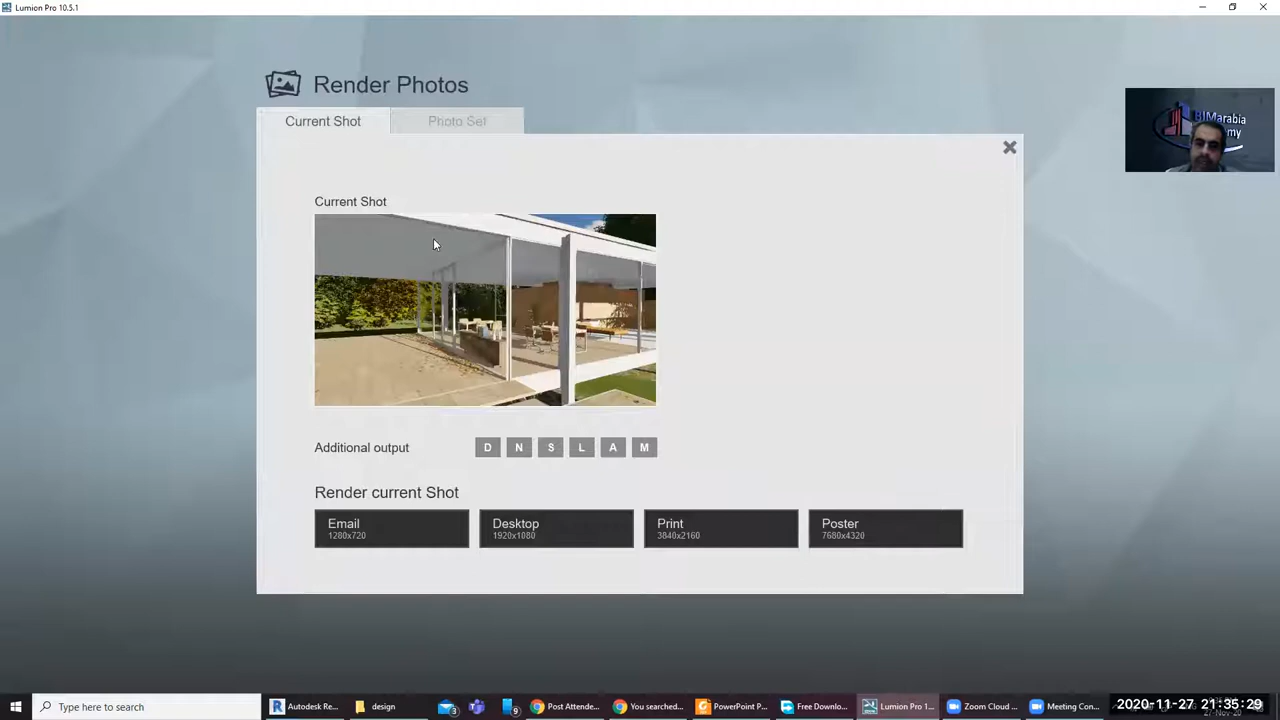 Lumion Pro 10.5.1
Render Photos
Current Shot
Photo Set
BIMarabia
Current Shot
Additional output
D N S L A M
Render current Shot
Email
1280x720
Desktop
1920x1080
Print
3840x2160
Poster
7680x4320
Type here to search
Autodesk Re...
design
3
9
Post Attende...
You searched...
PowerPoint P...
Free Downlo...
Lumion Pro 1...
Zoom Cloud ...
Meeting Con...
2020-11-27 21:35:29